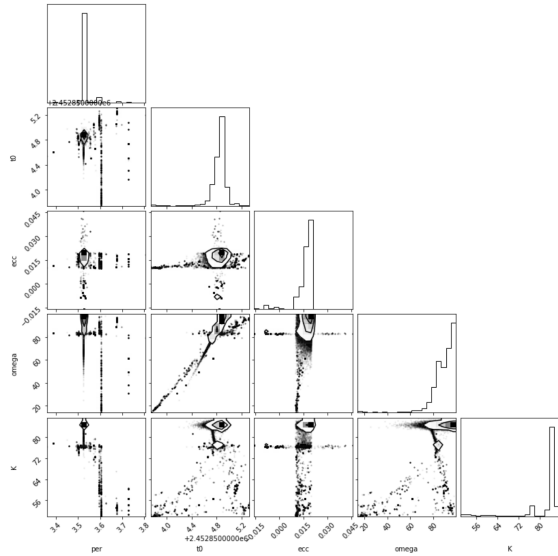 +2.4528500000e6
5.2
4.8
4.4
4.0
t0
0.045
0.030
0.015
0.000
-0.015
ecc
80
60
40
20
omega
80
72
64
56
K
3.4 3.5 3.6 3.7 3.8
per
4.0 4.4 4.8 5.2
+2.4528500000e6
t0
-0.015 0.000 0.015 0.030 0.045
ecc
20 40 60 80
omega
56 64 72 80
K